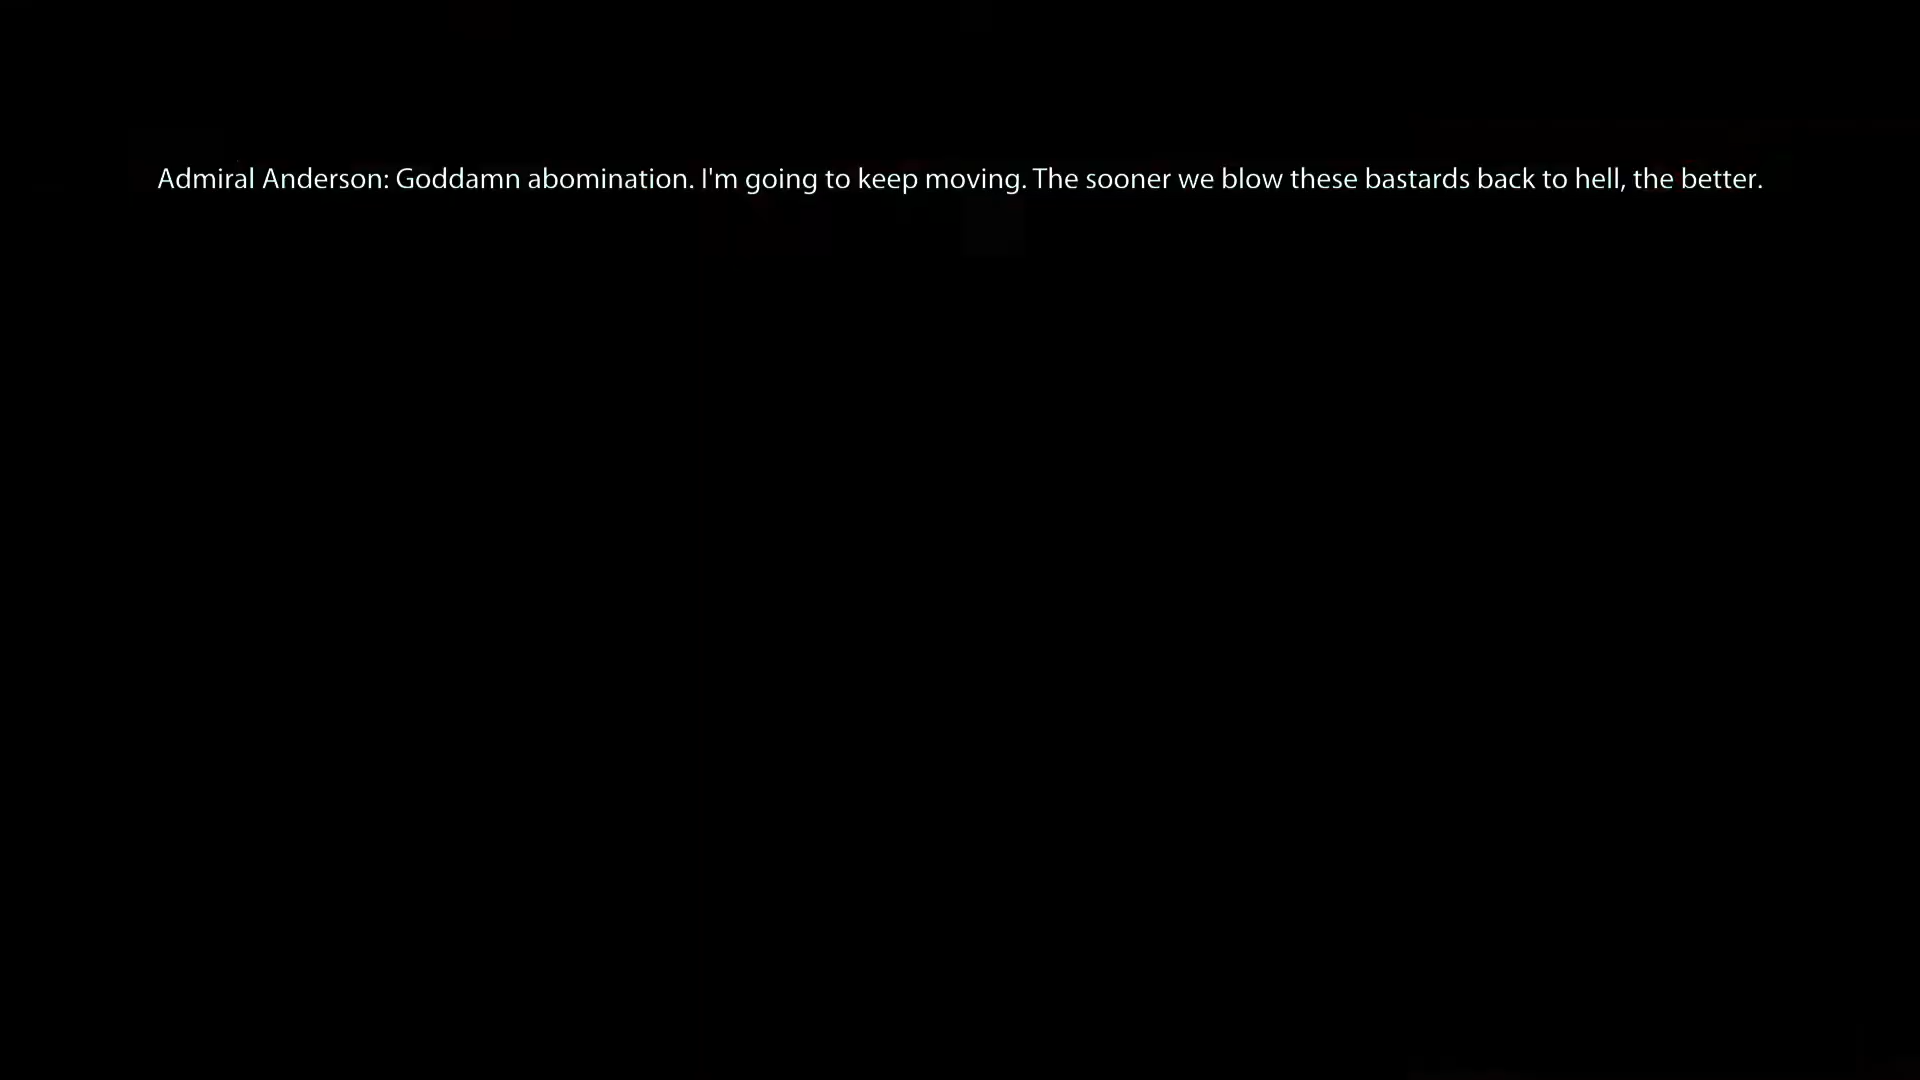 Admiral Anderson: Goddamn abomination. I'm going to keep moving. The sooner we blow these bastards back to hell, the better.